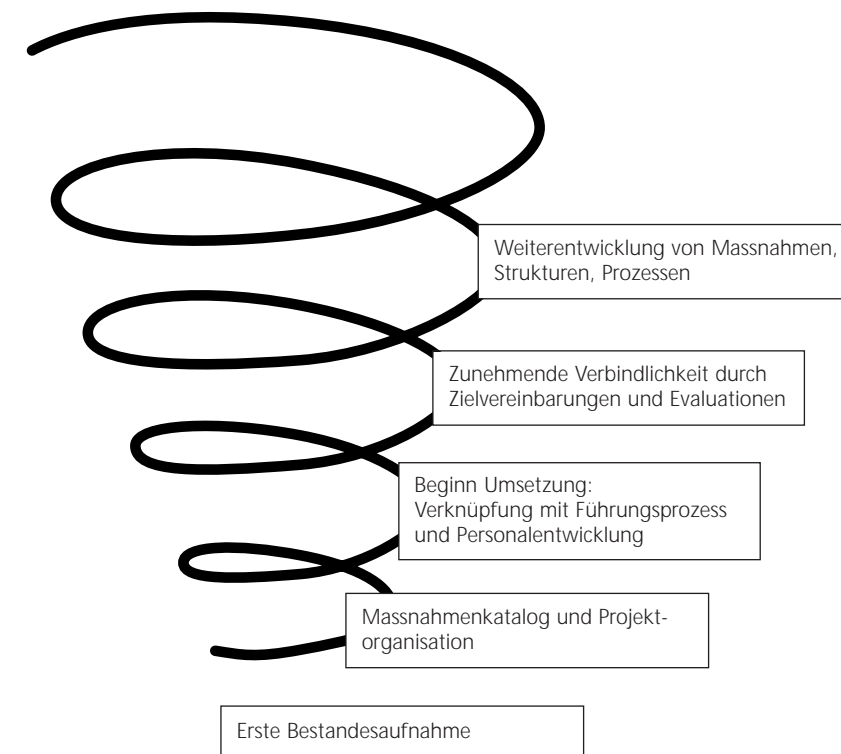 Weiterentwicklung von Massnahmen,
Strukturen, Prozessen
Zunehmende Verbindlichkeit durch
Zielvereinbarungen und Evaluationen
Beginn Umsetzung:
Verknüpfung mit Führungsprozess
und Personalentwicklung
Massnahmenkatalog und Projekt-
organisation
Erste Bestandesaufnahme